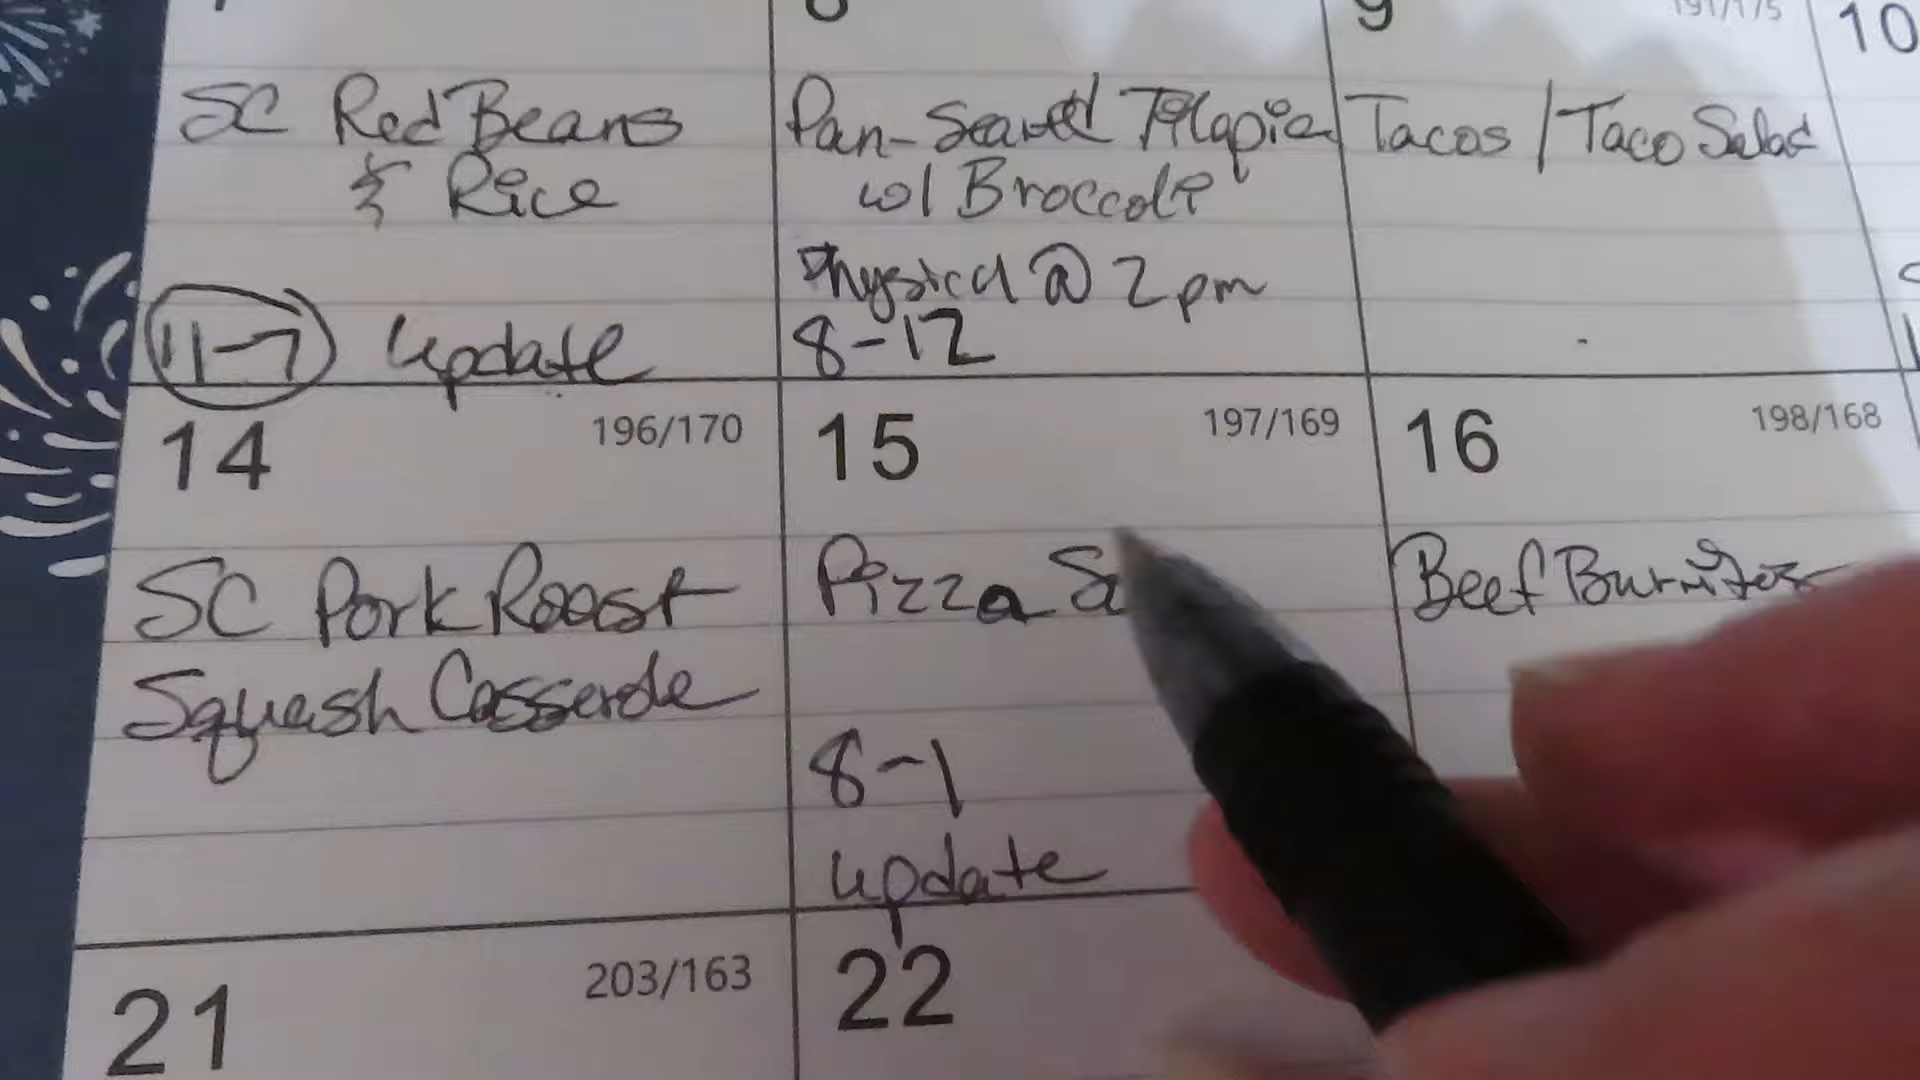 8
9
191/175
10
SC Red Beans
& Rice
11-7 update
Pan-Seared Tilapia
w/ Broccoli
Physical @ 2pm
8-12
Tacos / Taco Salad
14 196/170
SC Pork Roast
Squash Casserole
15 197/169
Pizza
8-1
update
16 198/168
Beef Burritos
21 203/163
22